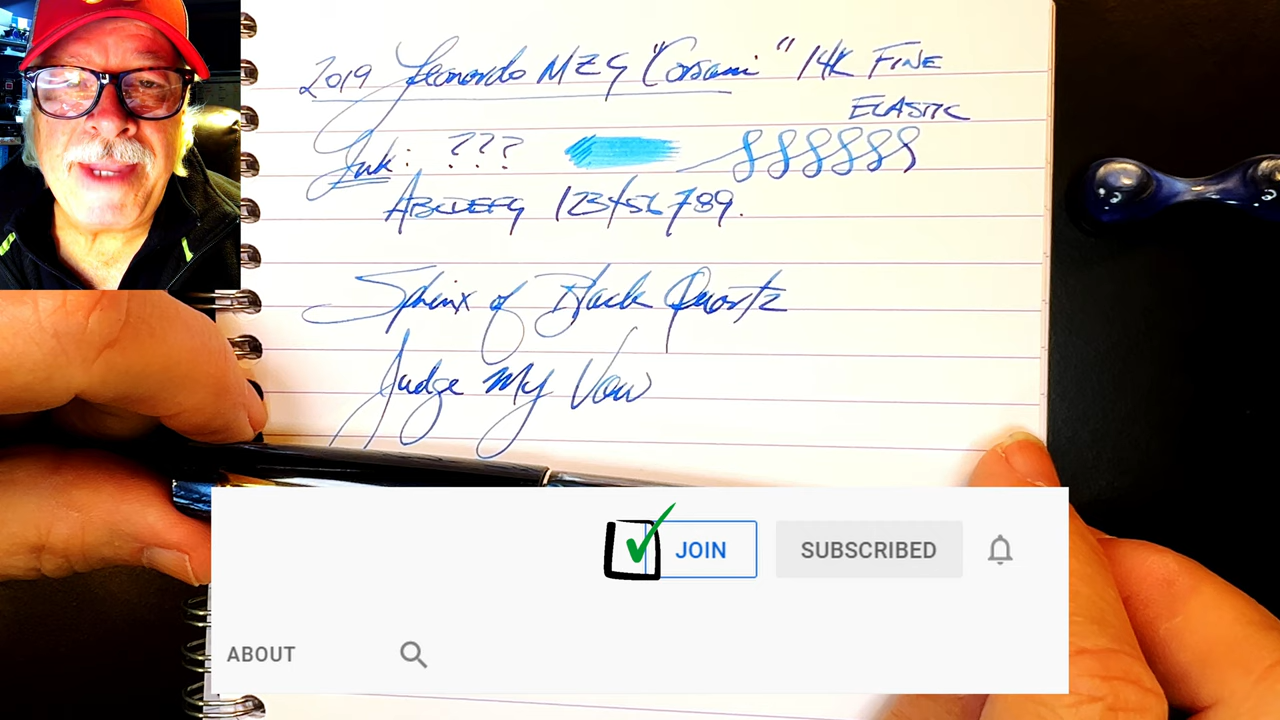 2019 Leonardo MZG "Corsani" 14K FINE
ELASTIC
Ink: ???
ABCDEFG 123456789.
Sphinx of Black Quartz
Judge My Vow
JOIN SUBSCRIBED
ABOUT